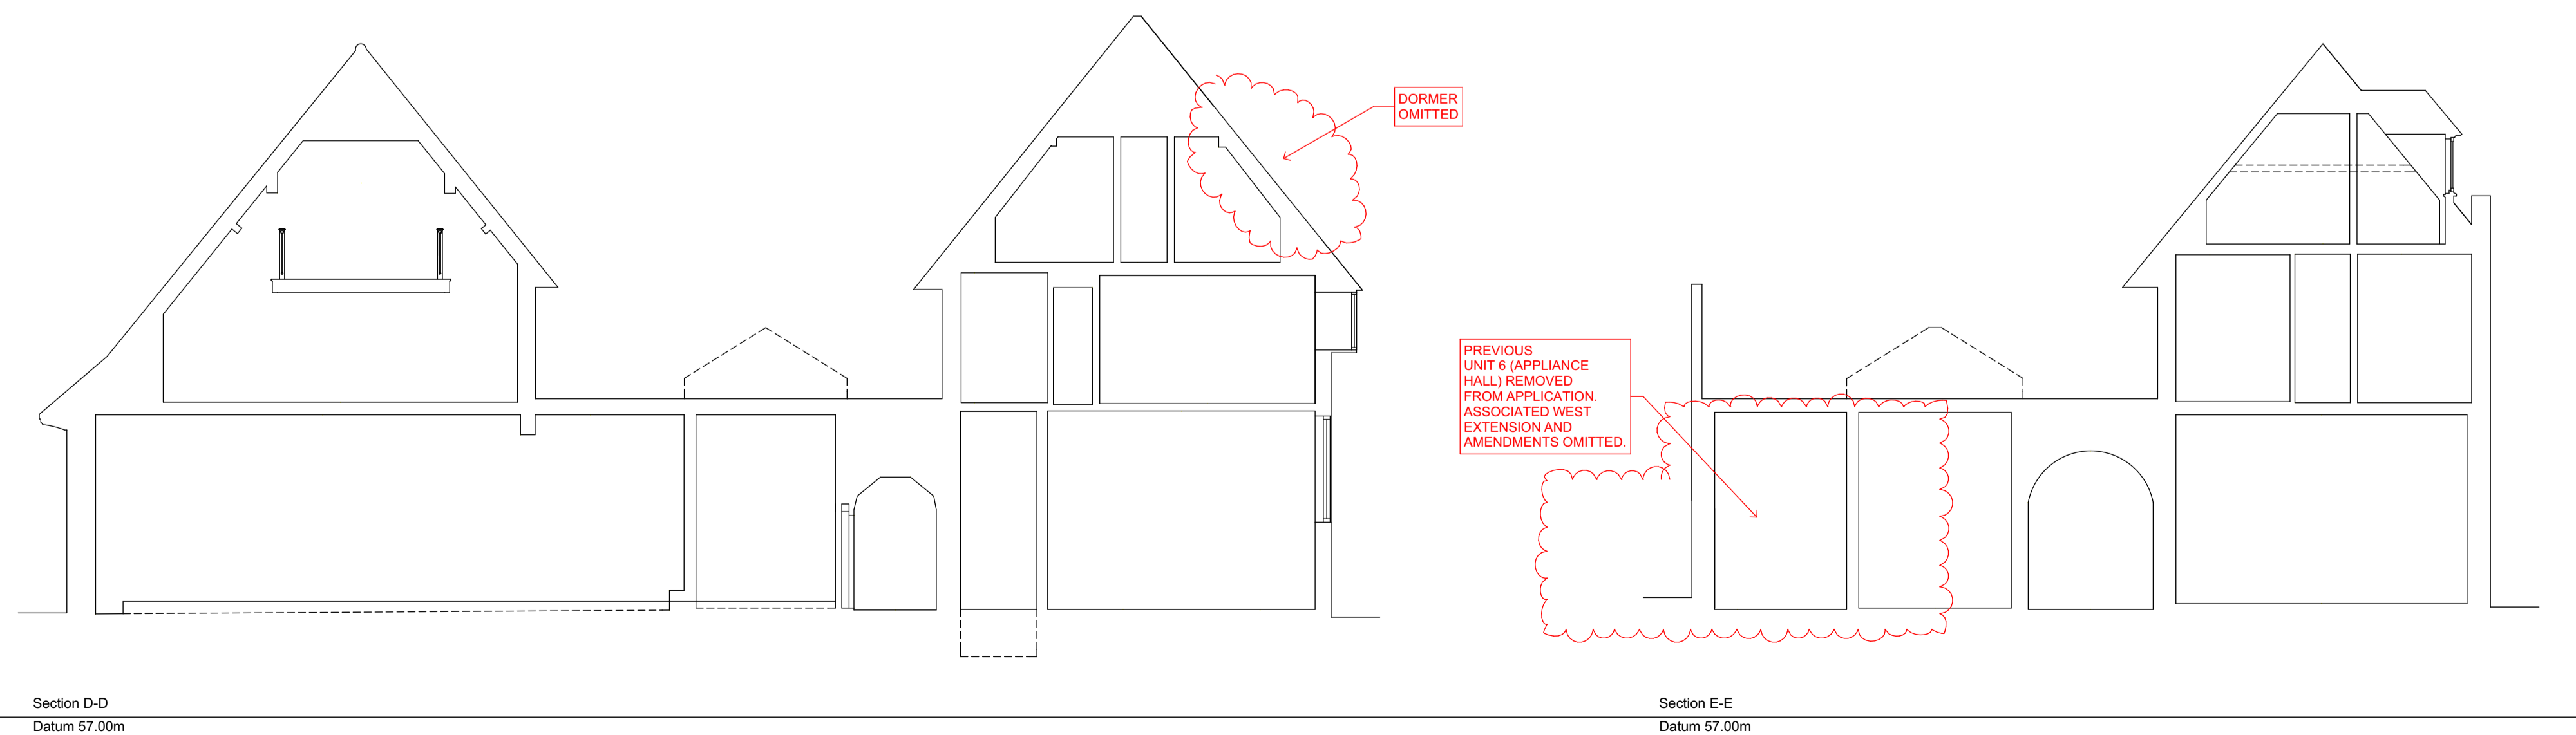 DORMER
OMITTED
PREVIOUS
UNIT 6 (APPLIANCE
HALL) REMOVED
FROM APPLICATION.
ASSOCIATED WEST
EXTENSION AND
AMENDMENTS OMITTED.
Section D-D
Datum 57.00m
Section E-E
Datum 57.00m